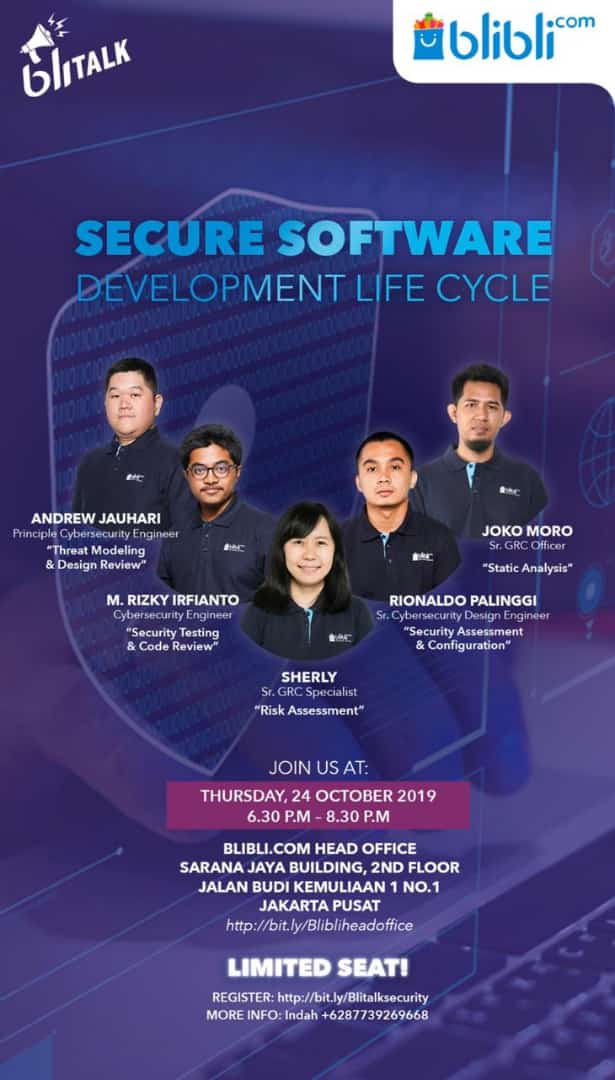 bliTALK
blibli.com
SECURE SOFTWARE
DEVELOPMENT LIFE CYCLE
ANDREW JAUHARI
Principle Cybersecurity Engineer
“Threat Modeling
& Design Review”
M. RIZKY IRFIANTO
Cybersecurity Engineer
“Security Testing
& Code Review”
SHERLY
Sr. GRC Specialist
“Risk Assessment”
RIONALDO PALINGGI
Sr. Cybersecurity Design Engineer
“Security Assessment
& Configuration”
JOKO MORO
Sr. GRC Officer
“Static Analysis”
JOIN US AT:
THURSDAY, 24 OCTOBER 2019
6.30 P.M – 8.30 P.M
BLIBLI.COM HEAD OFFICE
SARANA JAYA BUILDING, 2ND FLOOR
JALAN BUDI KEMULIAAN 1 NO.1
JAKARTA PUSAT
http://bit.ly/Blibliheadoffice
LIMITED SEAT!
REGISTER: http://bit.ly/Blitalksecurity
MORE INFO: Indah +6287739269668